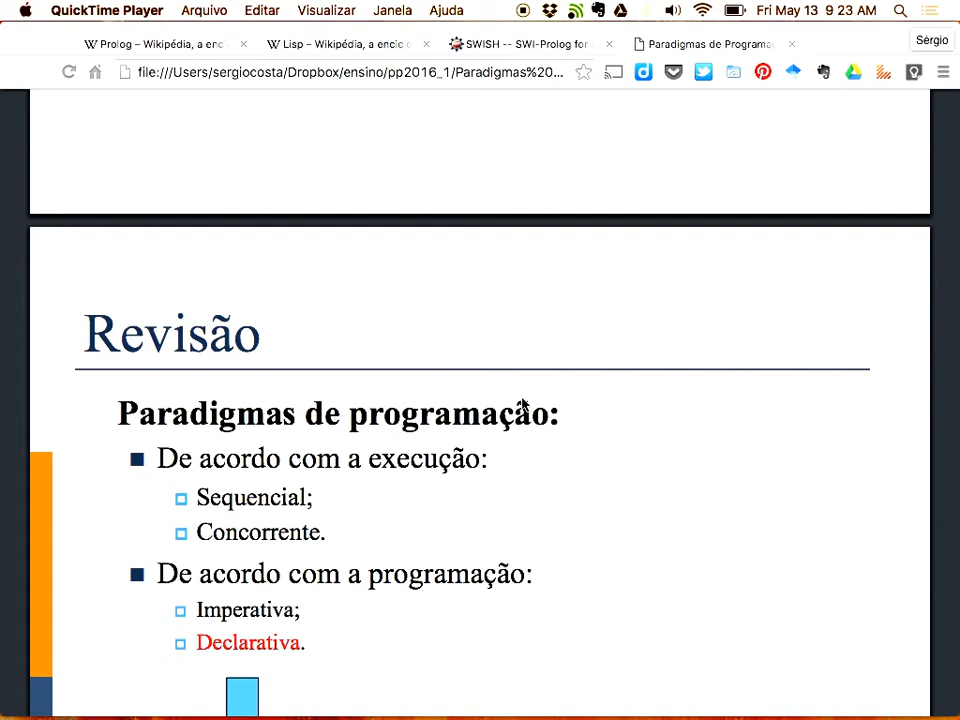 QuickTime Player Arquivo Editar Visualizar Janela Ajuda Fri May 13 9:23 AM
Prolog – Wikipédia, a enc Lisp – Wikipédia, a encic SWISH -- SWI-Prolog for Paradigmas de Programa Sérgio
file:///Users/sergiocosta/Dropbox/ensino/pp2016_1/Paradigmas%20...
Revisão
Paradigmas de programação:
De acordo com a execução:
Sequencial;
Concorrente.
De acordo com a programação:
Imperativa;
Declarativa.